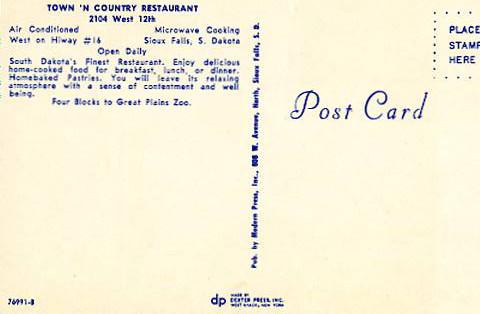 TOWN 'N COUNTRY RESTAURANT
2104 West 12th
Air Conditioned Microwave Cooking
West on Hiway #16 Sioux Falls, S. Dakota
Open Daily
South Dakota's Finest Restaurant. Enjoy delicious
home-cooked food for breakfast, lunch, or dinner.
Homebaked Pastries. You will leave its relaxing
atmosphere with a sense of contentment and well
being.
Four Blocks to Great Plains Zoo.
Pub. by Modern Press, Inc., 608 W. Avenue, North, Sioux Falls, S. D.
Post Card
PLACE
STAMP
HERE
76991-B
dp
MADE BY
DEXTER PRESS, INC.
WEST NYACK, NEW YORK